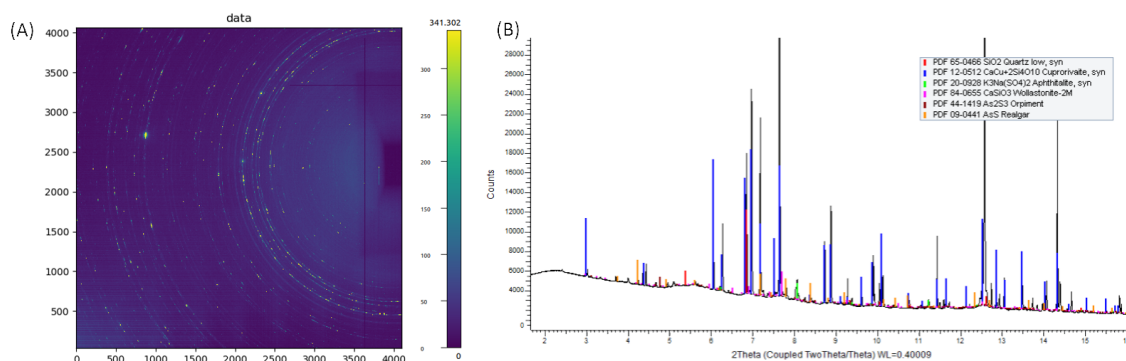 (A)
data
341.302
4000
3500
3000
2500
2000
1500
1000
500
0 500 1000 1500 2000 2500 3000 3500 4000
300
250
200
150
100
50
0
(B)
PDF 65-0466 SiO2 Quartz low, syn
PDF 12-0512 CaCu+2Si4O10 Cuprorivaite, syn
PDF 20-0928 K3Na(SO4)2 Aphthitalite, syn
PDF 84-0655 CaSiO3 Wollastonite-2M
PDF 44-1419 As2S3 Orpiment
PDF 09-0441 AsS Realgar
Counts
28000
26000
24000
22000
20000
18000
16000
14000
12000
10000
8000
6000
4000
2000
0
2 3 4 5 6 7 8 9 10 11 12 13 14 15
2Theta (Coupled TwoTheta/Theta) WL=0.40009